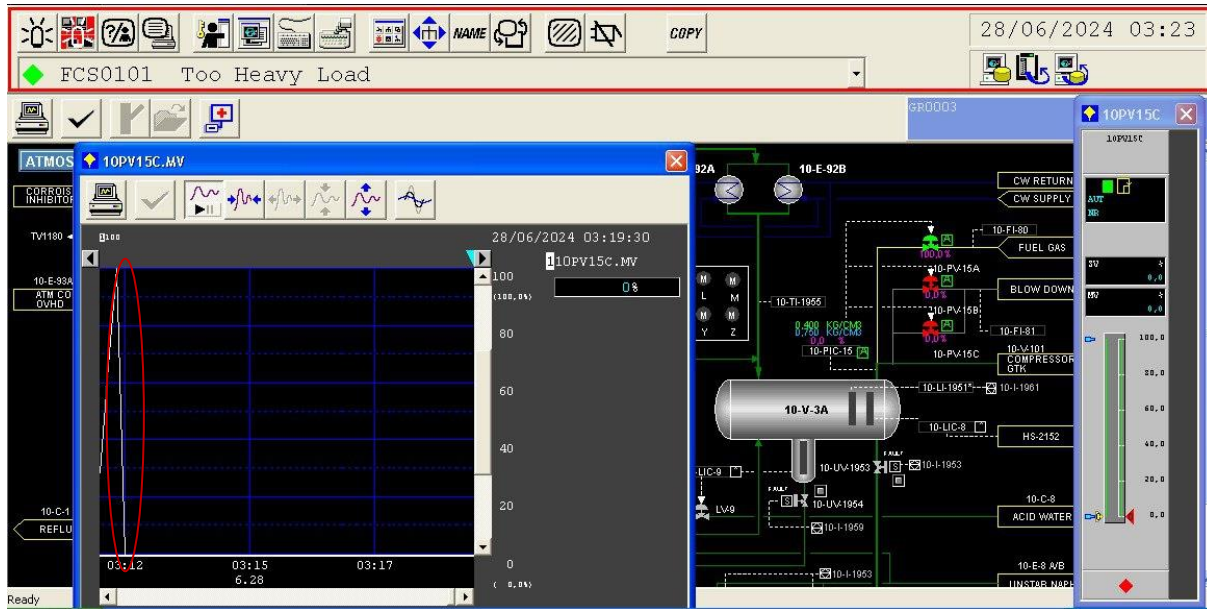 NAME
COPY
28/06/2024 03:23
FCS0101 Too Heavy Load
GR0003
10PV15C
10PV15C
ATMOS
10PV15C.MV
92A
10-E-92B
CW RETURN
CW SUPPLY
AUT
NR
TV1180
100
28/06/2024 03:19:30
1 10PV15C.MV
100
(100,0%)
0%
10-FI-80
FUEL GAS
100,0%
10-PV-15A
SV %
0,0
10-E-93A
ATM CO
OVHD
M M
L M
M M
Y Z
10-TI-1955
BLOW DOWN
0,0%
10-PV-15B
MV %
0,0
80
0,400 KG/CM3
0,750 KG/CM3
0,0 %
10-PIC-15
A
0,0%
10-PV-15C
10-FI-81
10-V-101
COMPRESSOR
GTK
100,0
80,0
60
10-V-3A
10-LI-1951*
10-I-1961
60,0
10-LIC-8
HS-2152
40
40,0
LIC-9
10-UV-1953
S
10-I-1953
20,0
FAULT
S
10-UV-1954
10-I-1959
10-C-1
REFLU
20
LV-9
10-C-8
ACID WATER
0,0
03:12 03:15 03:17
6.28
0
( 0,0%)
10-I-1953
10-E-8 A/B
UNSTAB NAPH
Ready